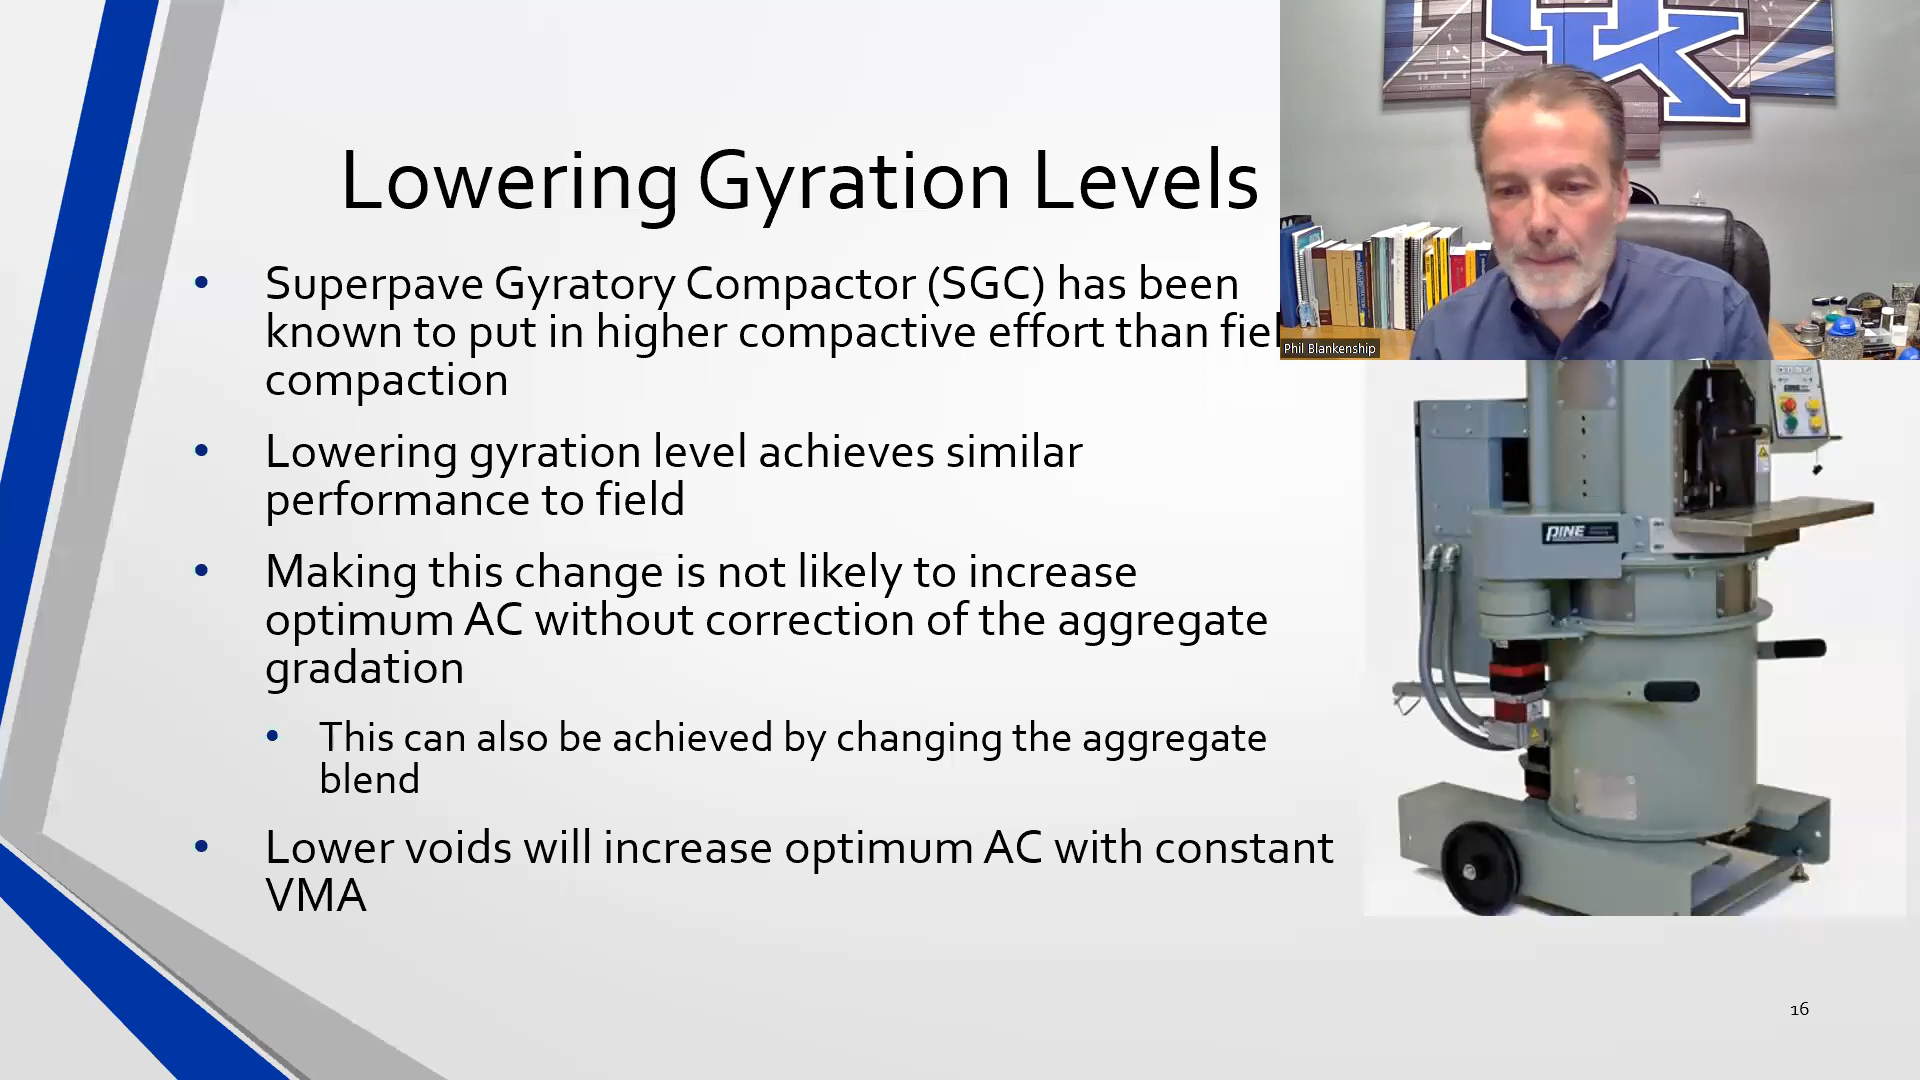 Lowering Gyration Levels
• Superpave Gyratory Compactor (SGC) has been
known to put in higher compactive effort than
compaction
• Lowering gyration level achieves similar
performance to field
• Making this change is not likely to increase
optimum AC without correction of the aggregate
gradation
• This can also be achieved by changing the aggregate
blend
• Lower voids will increase optimum AC with constant
VMA
UK
Phil Blankenship
PINE
16